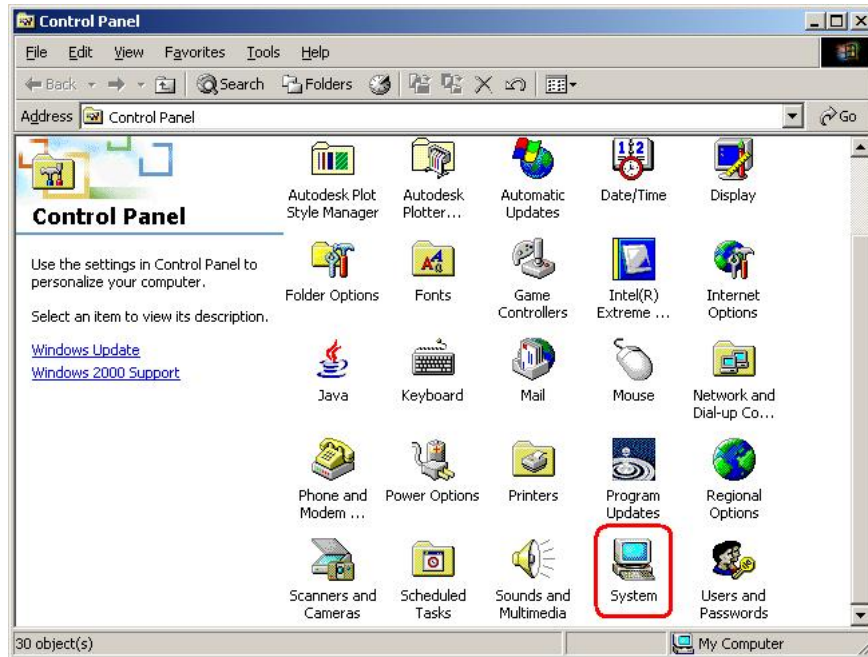 Control Panel
File Edit View Favorites Tools Help
Back Search Folders
Address Control Panel Go
Control Panel
Use the settings in Control Panel to
personalize your computer.
Select an item to view its description.
Windows Update
Windows 2000 Support
Autodesk Plot
Style Manager
Autodesk
Plotter...
Automatic
Updates
Date/Time
Display
Folder Options
Fonts
Game
Controllers
Intel(R)
Extreme ...
Internet
Options
Java
Keyboard
Mail
Mouse
Network and
Dial-up Co...
Phone and
Modem ...
Power Options
Printers
Program
Updates
Regional
Options
Scanners and
Cameras
Scheduled
Tasks
Sounds and
Multimedia
System
Users and
Passwords
30 object(s)
My Computer